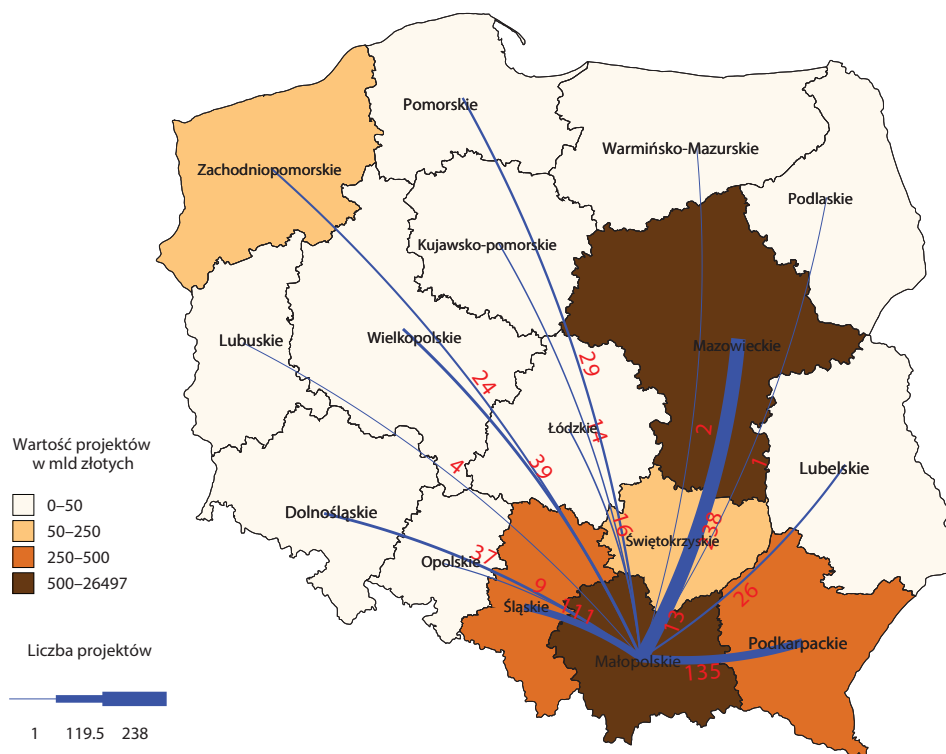 Pomorskie
Warmińsko-Mazurskie
Zachodniopomorskie
Podlaskie
Kujawsko-pomorskie
Lubuskie
Wielkopolskie
Mazowieckie
29
24
Łódzkie
14
2
4
39
1
Lubelskie
Dolnośląskie
16
238
Świętokrzyskie
37
Opolskie
9
26
Śląskie
111
13
Małopolskie
Podkarpackie
135
Wartość projektów
w mld złotych
0–50
50–250
250–500
500–26497
Liczba projektów
1 119.5 238